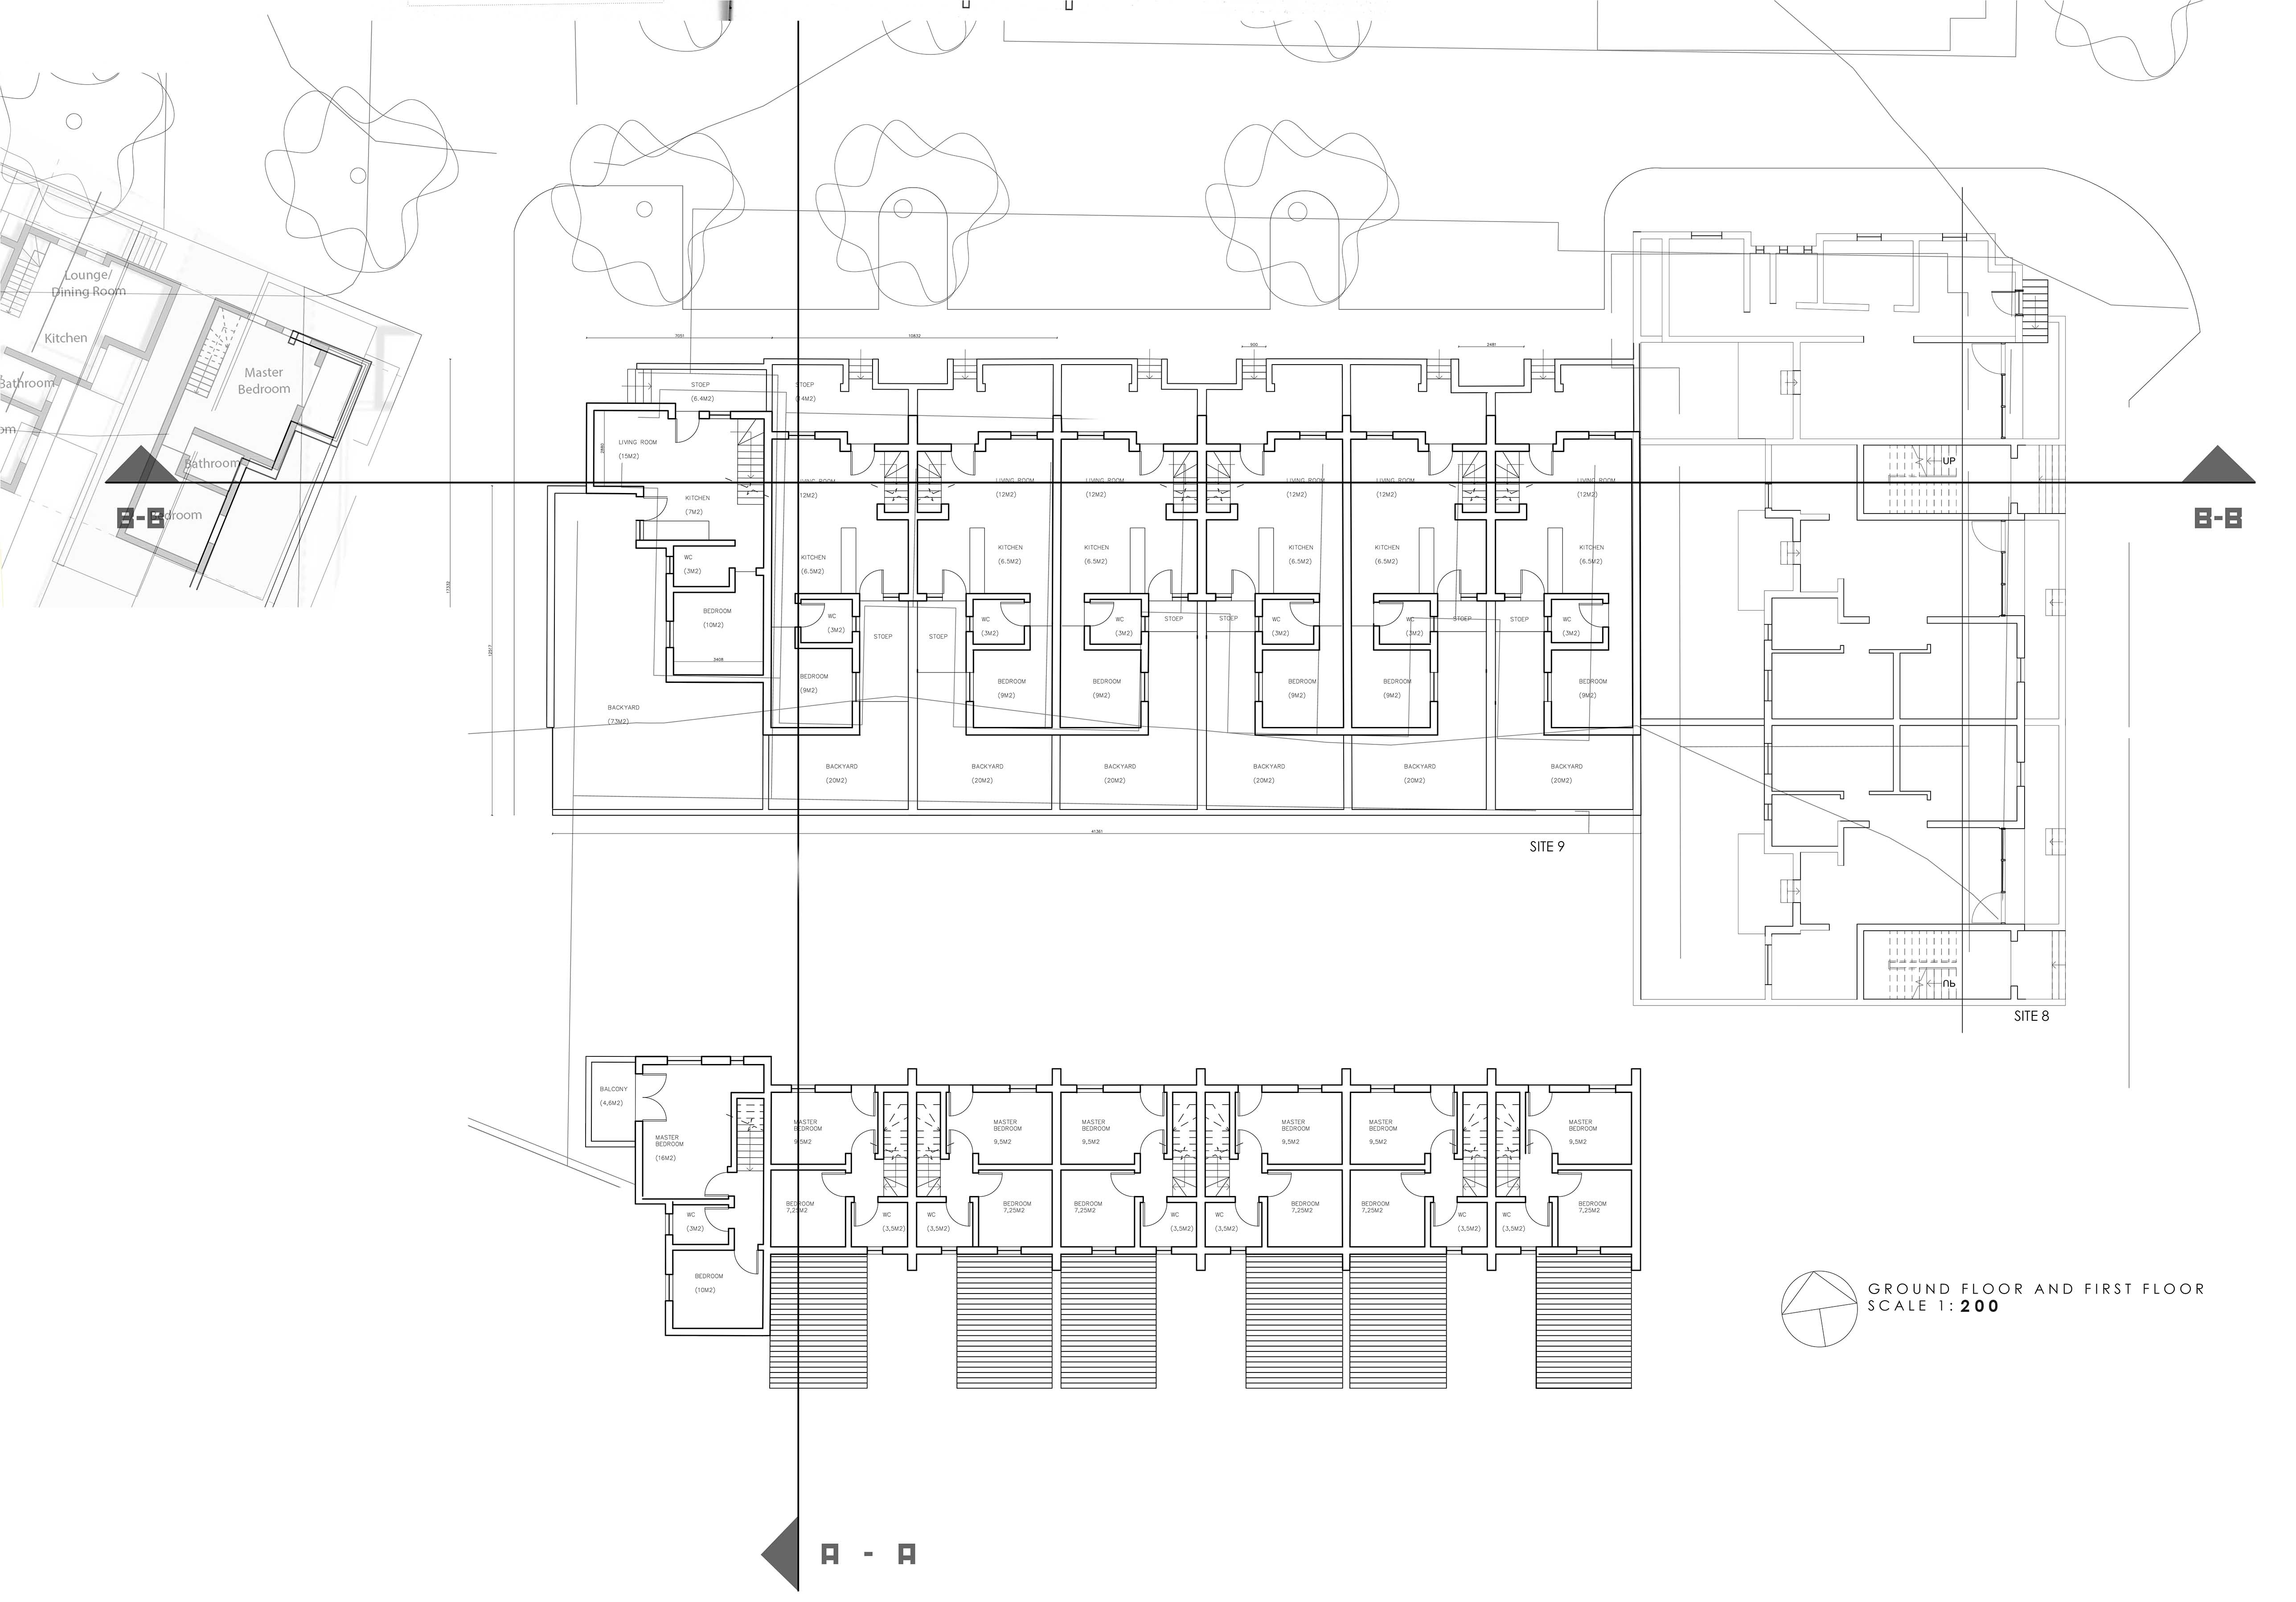 Lounge/
Dining Room
Kitchen
Bathroom
Master
Bedroom
Bathroom
B-B
7051
10832
900
2481
STOEP
(6.4M2)
STOEP
LIVING ROOM
(15M2)
KITCHEN
(7M2)
WC
(3M2)
BEDROOM
(10M2)
3408
BACKYARD
(73M2)
LIVING ROOM
(12M2)
LIVING ROOM
(12M2)
LIVING ROOM
(12M2)
LIVING ROOM
(12M2)
LIVING ROOM
(12M2)
KITCHEN
(6.5M2)
KITCHEN
(6.5M2)
KITCHEN
(6.5M2)
KITCHEN
(6.5M2)
KITCHEN
(6.5M2)
KITCHEN
(6.5M2)
WC
(3M2)
STOEP
STOEP
WC
(3M2)
WC
(3M2)
STOEP
STOEP
WC
(3M2)
WC
(3M2)
STOEP
STOEP
WC
(3M2)
BEDROOM
(9M2)
BEDROOM
(9M2)
BEDROOM
(9M2)
BEDROOM
(9M2)
BEDROOM
(9M2)
BEDROOM
(9M2)
BACKYARD
(20M2)
BACKYARD
(20M2)
BACKYARD
(20M2)
BACKYARD
(20M2)
BACKYARD
(20M2)
BACKYARD
(20M2)
41351
SITE 9
UP
B-B
UP
SITE 8
BALCONY
(4,6M2)
MASTER
BEDROOM
(16M2)
WC
(3M2)
BEDROOM
(10M2)
MASTER
BEDROOM
9,5M2
MASTER
BEDROOM
9,5M2
MASTER
BEDROOM
9,5M2
MASTER
BEDROOM
9,5M2
MASTER
BEDROOM
9,5M2
MASTER
BEDROOM
9,5M2
BEDROOM
7,25M2
BEDROOM
7,25M2
BEDROOM
7,25M2
BEDROOM
7,25M2
BEDROOM
7,25M2
BEDROOM
7,25M2
WC
(3,5M2)
WC
(3,5M2)
WC
(3,5M2)
WC
(3,5M2)
WC
(3,5M2)
WC
(3,5M2)
GROUND FLOOR AND FIRST FLOOR
SCALE 1:200
A - A